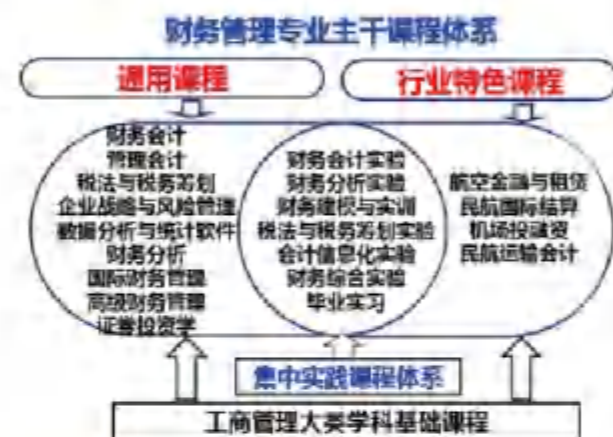 财务管理专业主干课程体系
通用课程
行业特色课程
财务会计
管理会计
税法与税务筹划
企业战略与风险管理
数据分析与统计软件
财务分析
国际财务管理
高级财务管理
证券投资学
财务会计实验
财务分析实验
财务建模与实训
税法与税务筹划实验
会计信息化实验
财务综合实验
毕业实习
航空金融与租赁
民航国际结算
机场投融资
民航运输会计
集中实践课程体系
工商管理大类学科基础课程